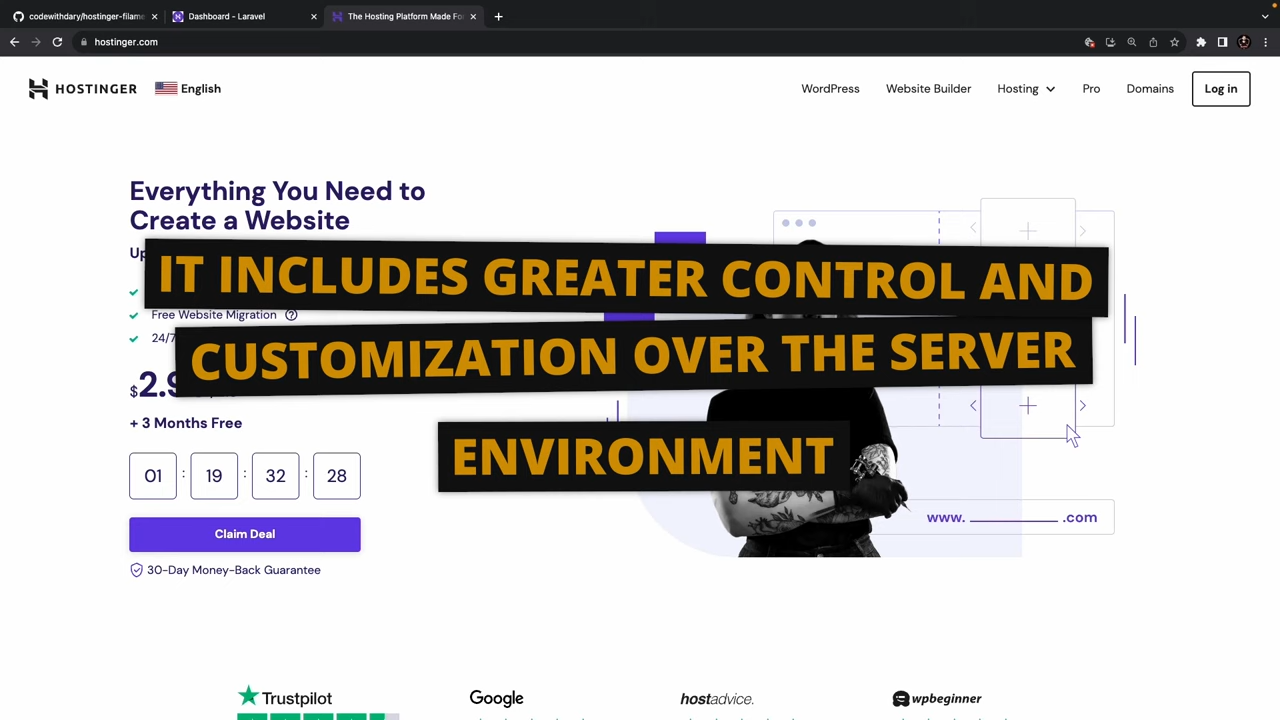 codewithdary/hostinger-filame
Dashboard - Laravel
The Hosting Platform Made Fo
hostinger.com
HOSTINGER
English
WordPress
Website Builder
Hosting
Pro
Domains
Log in
Everything You Need to
Create a Website
IT INCLUDES GREATER CONTROL AND
CUSTOMIZATION OVER THE SERVER
ENVIRONMENT
Free Website Migration
24/7
$
+ 3 Months Free
01 : 19 : 32 : 28
Claim Deal
30-Day Money-Back Guarantee
www. __________ .com
Trustpilot
Google
hostadvice.
wpbeginner